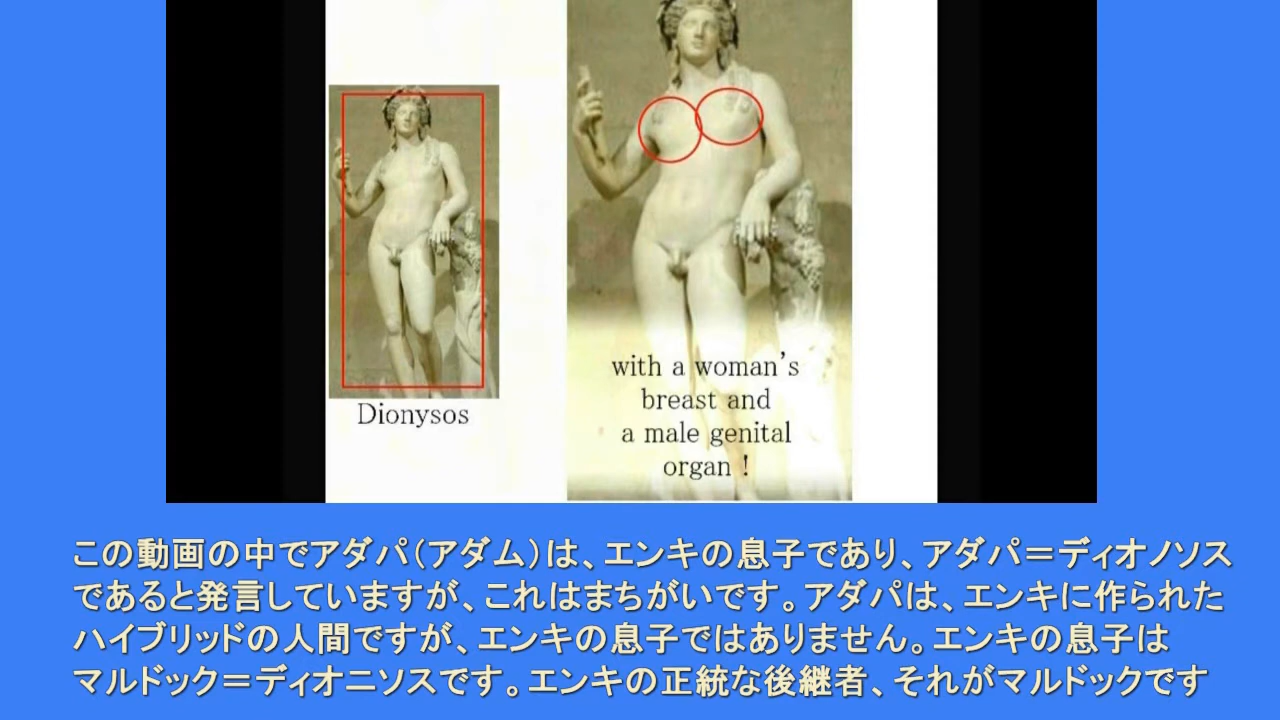 Dionysos
with a woman's
breast and
a male genital
organ !
この動画の中でアダパ（アダム）は、エンキの息子であり、アダパ＝ディオノソス
であると発言していますが、これはまちがいです。アダパは、エンキに作られた
ハイブリッドの人間ですが、エンキの息子ではありません。エンキの息子は
マルドック＝ディオニソスです。エンキの正統な後継者、それがマルドックです